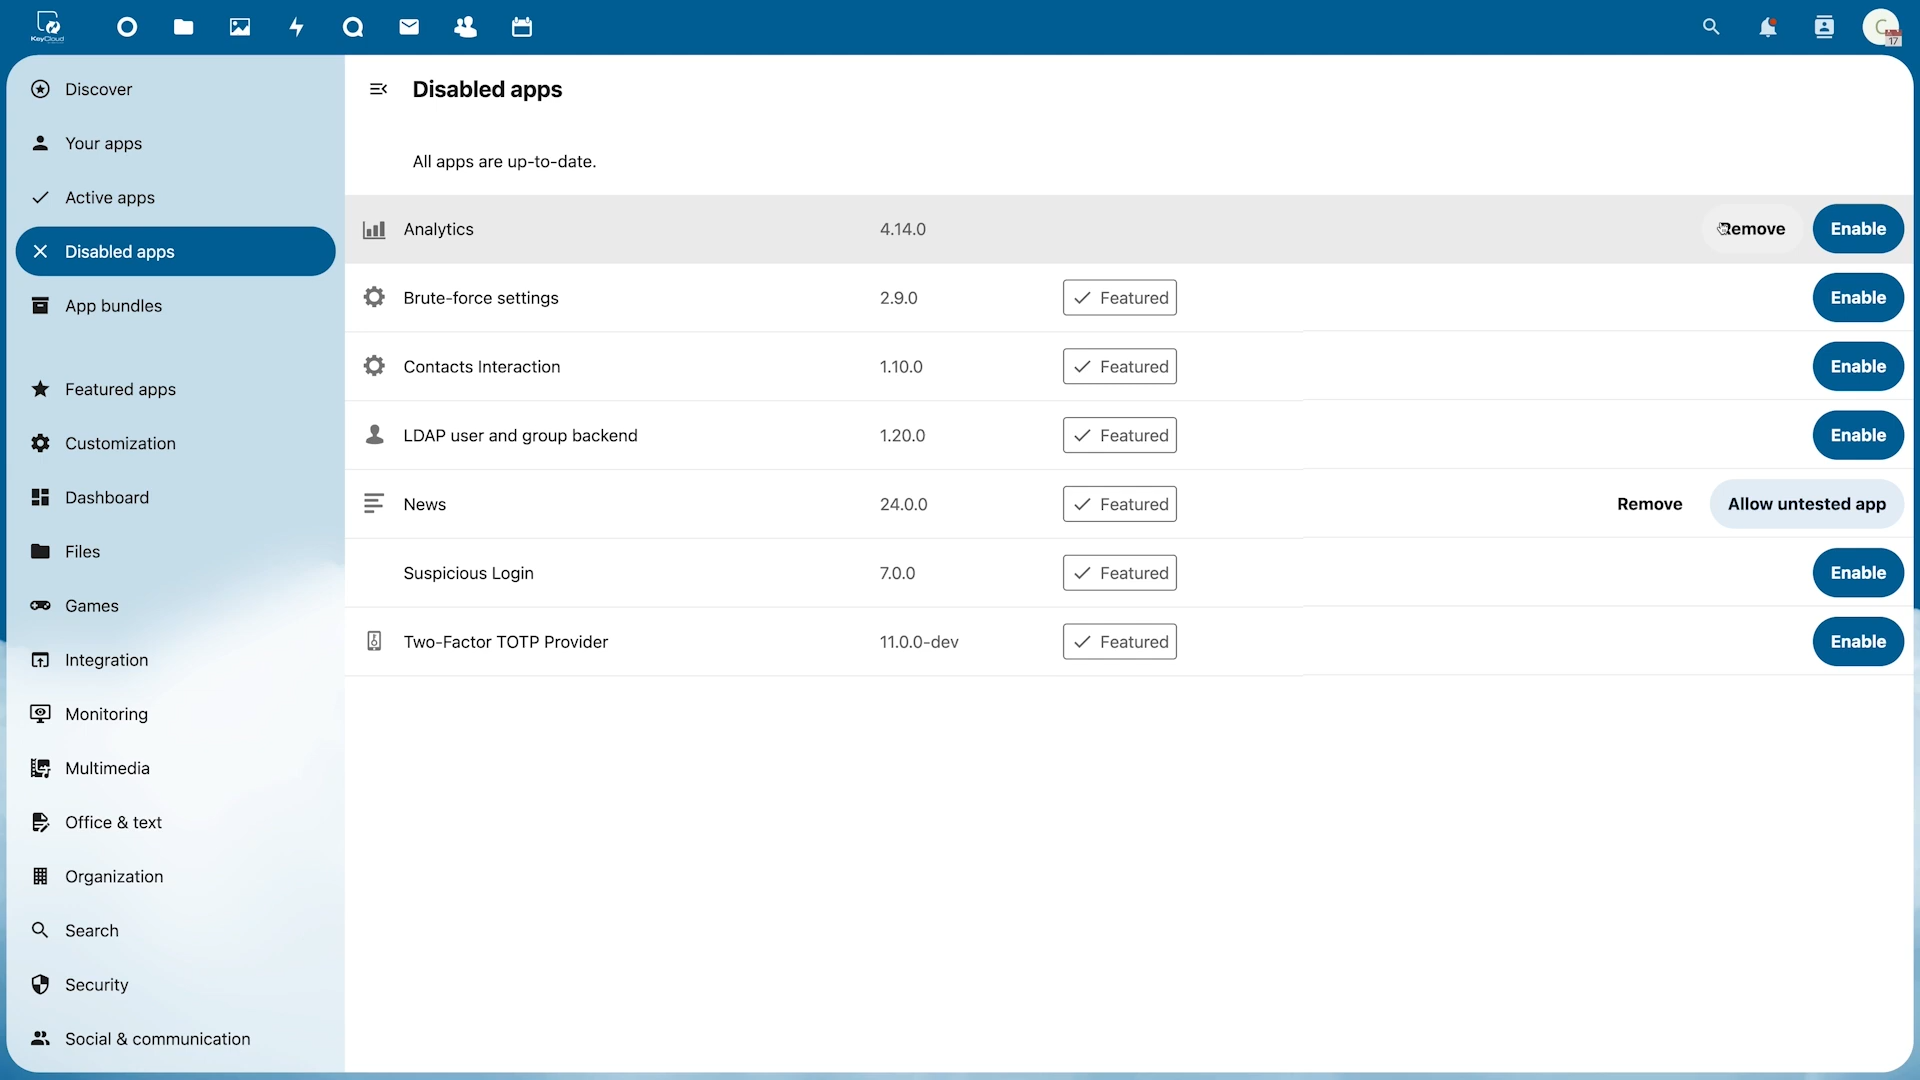 KeyCloud
C
17
Discover
Your apps
Active apps
Disabled apps
App bundles
Featured apps
Customization
Dashboard
Files
Games
Integration
Monitoring
Multimedia
Office & text
Organization
Search
Security
Social & communication
Disabled apps
All apps are up-to-date.
Analytics 4.14.0 Remove Enable
Brute-force settings 2.9.0 Featured Enable
Contacts Interaction 1.10.0 Featured Enable
LDAP user and group backend 1.20.0 Featured Enable
News 24.0.0 Featured Remove Allow untested app
Suspicious Login 7.0.0 Featured Enable
Two-Factor TOTP Provider 11.0.0-dev Featured Enable